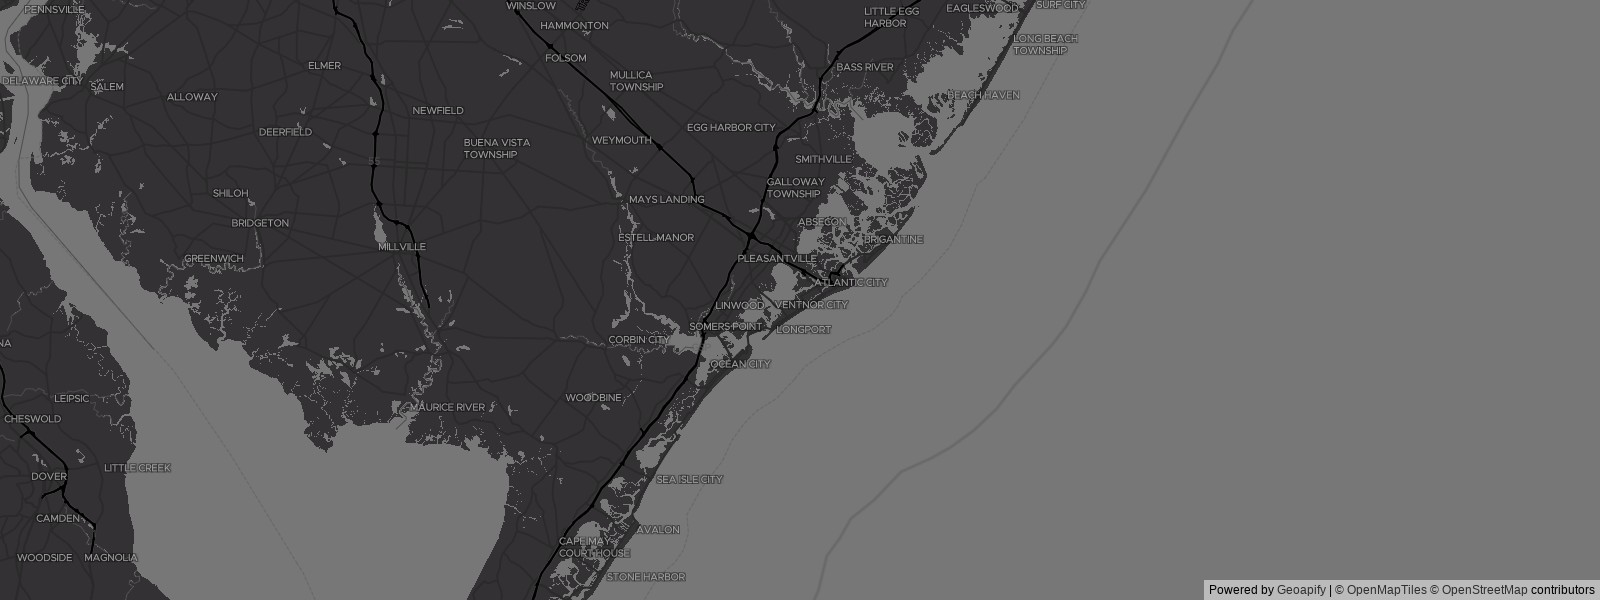 PENNSVILLE
WINSLOW
HAMMONTON
LITTLE EGG
HARBOR
EAGLESWOOD
SURF CITY
LONG BEACH
TOWNSHIP
FOLSOM
ELMER
BASS RIVER
DELAWARE CITY
SALEM
MULLICA
TOWNSHIP
ALLOWAY
BEACH HAVEN
NEWFIELD
DEERFIELD
EGG HARBOR CITY
WEYMOUTH
BUENA VISTA
TOWNSHIP
55
SMITHVILLE
GALLOWAY
TOWNSHIP
SHILOH
MAYS LANDING
BRIDGETON
ABSECON
ESTELL MANOR
BRIGANTINE
MILLVILLE
GREENWICH
PLEASANTVILLE
ATLANTIC CITY
LINWOOD
VENTNOR CITY
SOMERS POINT
LONGPORT
CORBIN CITY
NA
OCEAN CITY
LEIPSIC
WOODBINE
MAURICE RIVER
CHESWOLD
LITTLE CREEK
DOVER
SEA ISLE CITY
CAMDEN
AVALON
CAPE MAY
COURT HOUSE
WOODSIDE
MAGNOLIA
STONE HARBOR
Powered by Geoapify | © OpenMapTiles © OpenStreetMap contributors